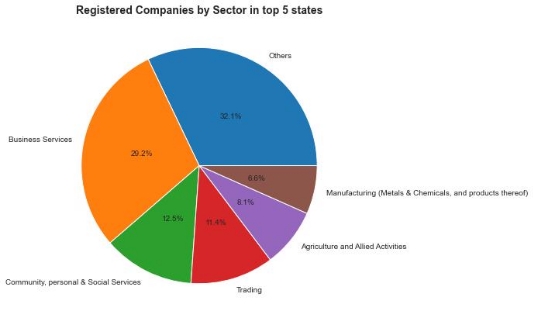 Registered Companies by Sector in top 5 states
Others
32.1%
Business Services
29.2%
6.6%
Manufacturing (Metals & Chemicals, and products thereof)
8.1%
12.5%
11.4%
Agriculture and Allied Activities
Community, personal & Social Services
Trading